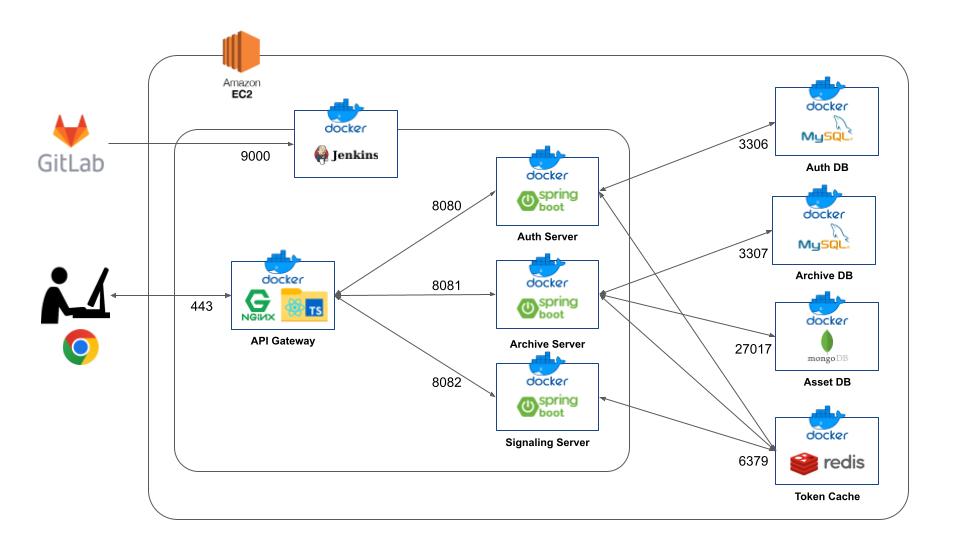 Amazon
EC2
GitLab
9000
docker
Jenkins
443
docker
NGINX
TS
API Gateway
8080
8081
8082
docker
spring
boot
Auth Server
docker
spring
boot
Archive Server
docker
spring
boot
Signaling Server
3306
docker
MySQL
Auth DB
3307
docker
MySQL
Archive DB
27017
docker
mongoDB
Asset DB
6379
docker
redis
Token Cache